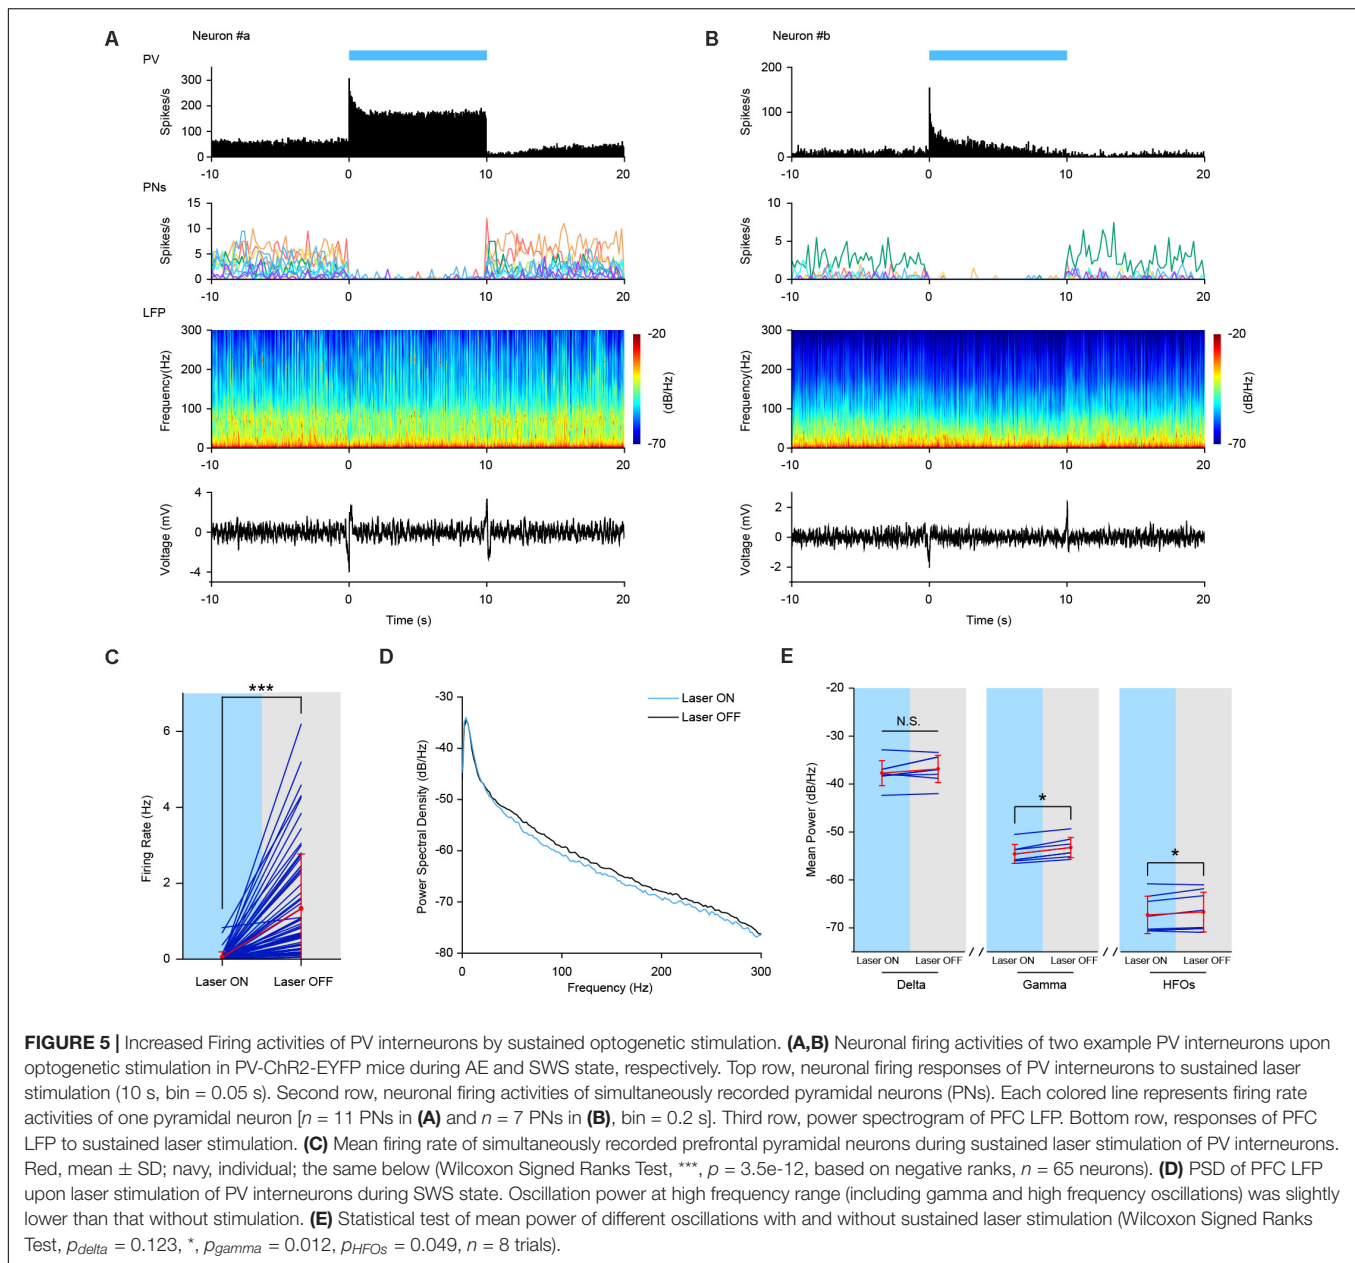 A
Neuron #a
PV
Spikes/s
300
200
100
0
-10
0
10
20
PNs
Spikes/s
15
10
5
0
-10
0
10
20
LFP
Frequency(Hz)
300
200
100
0
-10
0
10
20
-20
-70
(dB/Hz)
Voltage (mV)
4
0
-4
-10
0
10
20
Time (s)
B
Neuron #b
Spikes/s
200
100
0
-10
0
10
20
Spikes/s
10
5
0
-10
0
10
20
Frequency(Hz)
300
200
100
0
-10
0
10
20
-20
-70
(dB/Hz)
Voltage (mV)
2
0
-2
-10
0
10
20
Time (s)
C
***
Firing Rate (Hz)
6
4
2
0
Laser ON
Laser OFF
D
Power Spectral Density (dB/Hz)
-30
-40
-50
-60
-70
-80
0
100
200
300
Frequency (Hz)
Laser ON
Laser OFF
E
Mean Power (dB/Hz)
-20
-30
-40
-50
-60
-70
N.S.
*
*
Laser ON Laser OFF
Delta
Laser ON Laser OFF
Gamma
Laser ON Laser OFF
HFOs
FIGURE 5 | Increased Firing activities of PV interneurons by sustained optogenetic stimulation. (A,B) Neuronal firing activities of two example PV interneurons upon
optogenetic stimulation in PV-ChR2-EYFP mice during AE and SWS state, respectively. Top row, neuronal firing responses of PV interneurons to sustained laser
stimulation (10 s, bin = 0.05 s). Second row, neuronal firing activities of simultaneously recorded pyramidal neurons (PNs). Each colored line represents firing rate
activities of one pyramidal neuron [n = 11 PNs in (A) and n = 7 PNs in (B), bin = 0.2 s]. Third row, power spectrogram of PFC LFP. Bottom row, responses of PFC
LFP to sustained laser stimulation. (C) Mean firing rate of simultaneously recorded prefrontal pyramidal neurons during sustained laser stimulation of PV interneurons.
Red, mean ± SD; navy, individual; the same below (Wilcoxon Signed Ranks Test, ***, p = 3.5e-12, based on negative ranks, n = 65 neurons). (D) PSD of PFC LFP
upon laser stimulation of PV interneurons during SWS state. Oscillation power at high frequency range (including gamma and high frequency oscillations) was slightly
lower than that without stimulation. (E) Statistical test of mean power of different oscillations with and without sustained laser stimulation (Wilcoxon Signed Ranks
Test, pdelta = 0.123, *, pgamma = 0.012, pHFOs = 0.049, n = 8 trials).